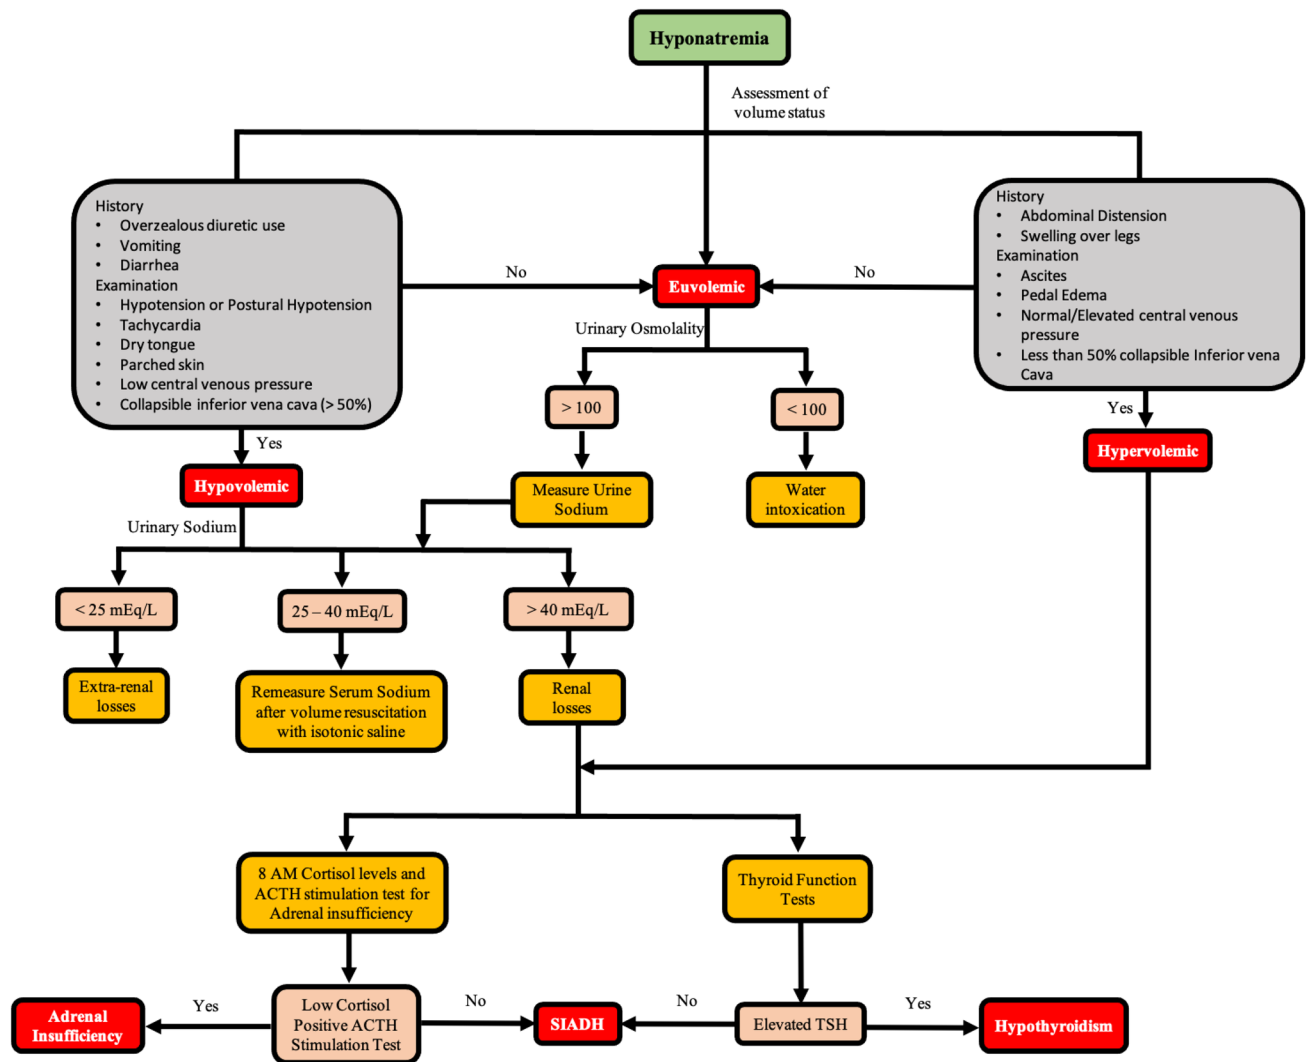 Hyponatremia
Assessment of
volume status
History
• Overzealous diuretic use
• Vomiting
• Diarrhea
Examination
• Hypotension or Postural Hypotension
• Tachycardia
• Dry tongue
• Parched skin
• Low central venous pressure
• Collapsible inferior vena cava (> 50%)
No
Euvolemic
No
History
• Abdominal Distension
• Swelling over legs
Examination
• Ascites
• Pedal Edema
• Normal/Elevated central venous
pressure
• Less than 50% collapsible Inferior vena
Cava
Urinary Osmolality
> 100
< 100
Yes
Yes
Hypovolemic
Hypervolemic
Measure Urine
Sodium
Water
intoxication
Urinary Sodium
< 25 mEq/L
25 – 40 mEq/L
> 40 mEq/L
Extra-renal
losses
Remeasure Serum Sodium
after volume resuscitation
with isotonic saline
Renal
losses
8 AM Cortisol levels and
ACTH stimulation test for
Adrenal insufficiency
Thyroid Function
Tests
Adrenal
Insufficiency
Yes
Low Cortisol
Positive ACTH
Stimulation Test
No
SIADH
No
Elevated TSH
Yes
Hypothyroidism